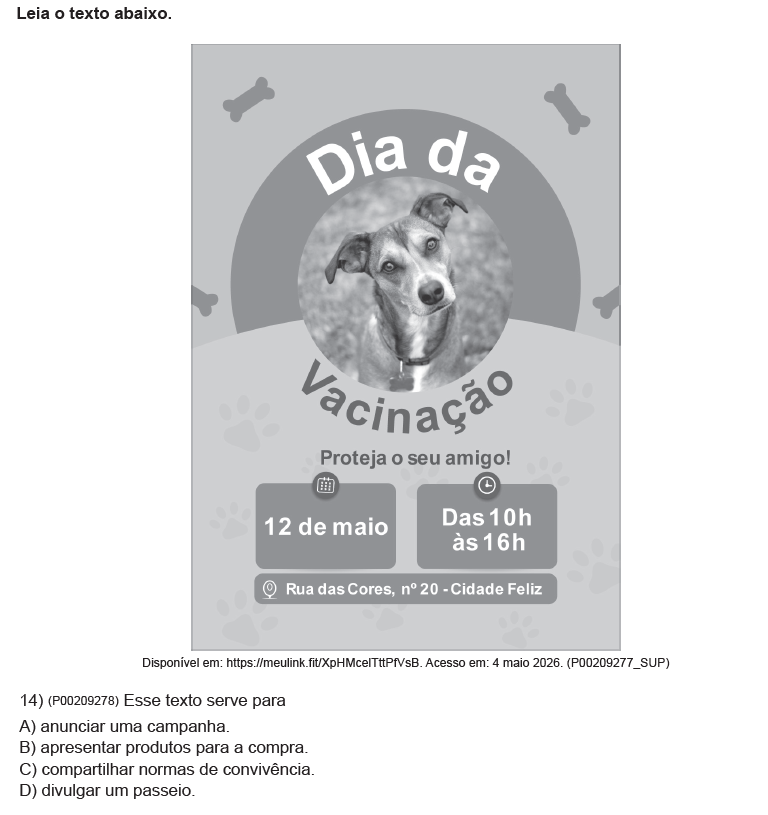 Leia o texto abaixo.
Dia da
Vacinação
Proteja o seu amigo!
12 de maio
Das 10h
às 16h
Rua das Cores, nº 20 - Cidade Feliz
Disponível em: https://meulink.fit/XpHMcelTttPfVsB. Acesso em: 4 maio 2026. (P00209277_SUP)
14) (P00209278) Esse texto serve para
A) anunciar uma campanha.
B) apresentar produtos para a compra.
C) compartilhar normas de convivência.
D) divulgar um passeio.